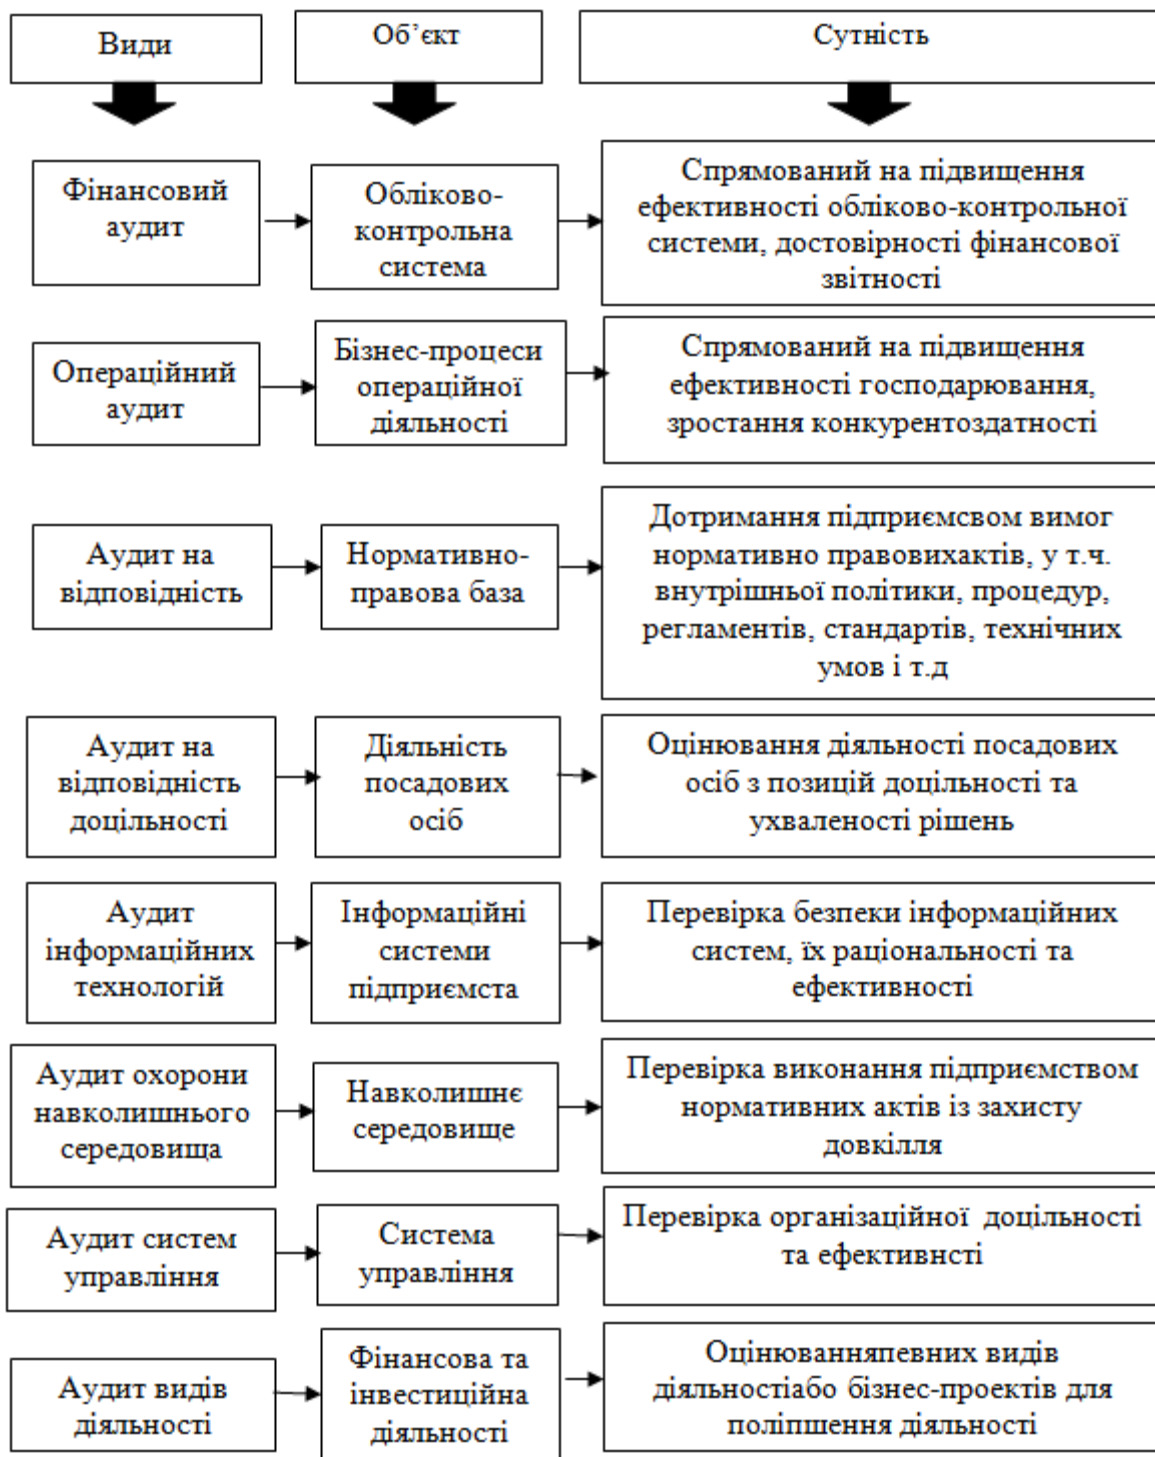 Види
Об’єкт
Сутність
Фінансовий
аудит
Обліково-
контрольна
система
Спрямований на підвищення
ефективності обліково-контрольної
системи, достовірності фінансової
звітності
Операційний
аудит
Бізнес-процеси
операційної
діяльності
Спрямований на підвищення
ефективності господарювання,
зростання конкурентоздатності
Аудит на
відповідність
Нормативно-
правова база
Дотримання підприємсвом вимог
нормативно правовихактів, у т.ч.
внутрішньої політики, процедур,
регламентів, стандартів, технічних
умов і т.д
Аудит на
відповідність
доцільності
Діяльність
посадових
осіб
Оцінювання діяльності посадових
осіб з позицій доцільності та
ухваленості рішень
Аудит
інформаційних
технологій
Інформаційні
системи
підприємста
Перевірка безпеки інформаційних
систем, їх раціональності та
ефективності
Аудит охорони
навколишнього
середовища
Навколишнє
середовище
Перевірка виконання підприємством
нормативних актів із захисту
довкілля
Аудит систем
управління
Система
управління
Перевірка організаційної доцільності
та ефективнсті
Аудит видів
діяльності
Фінансова та
інвестиційна
діяльності
Оцінюванняпевних видів
діяльностіабо бізнес-проектів для
поліпшення діяльності